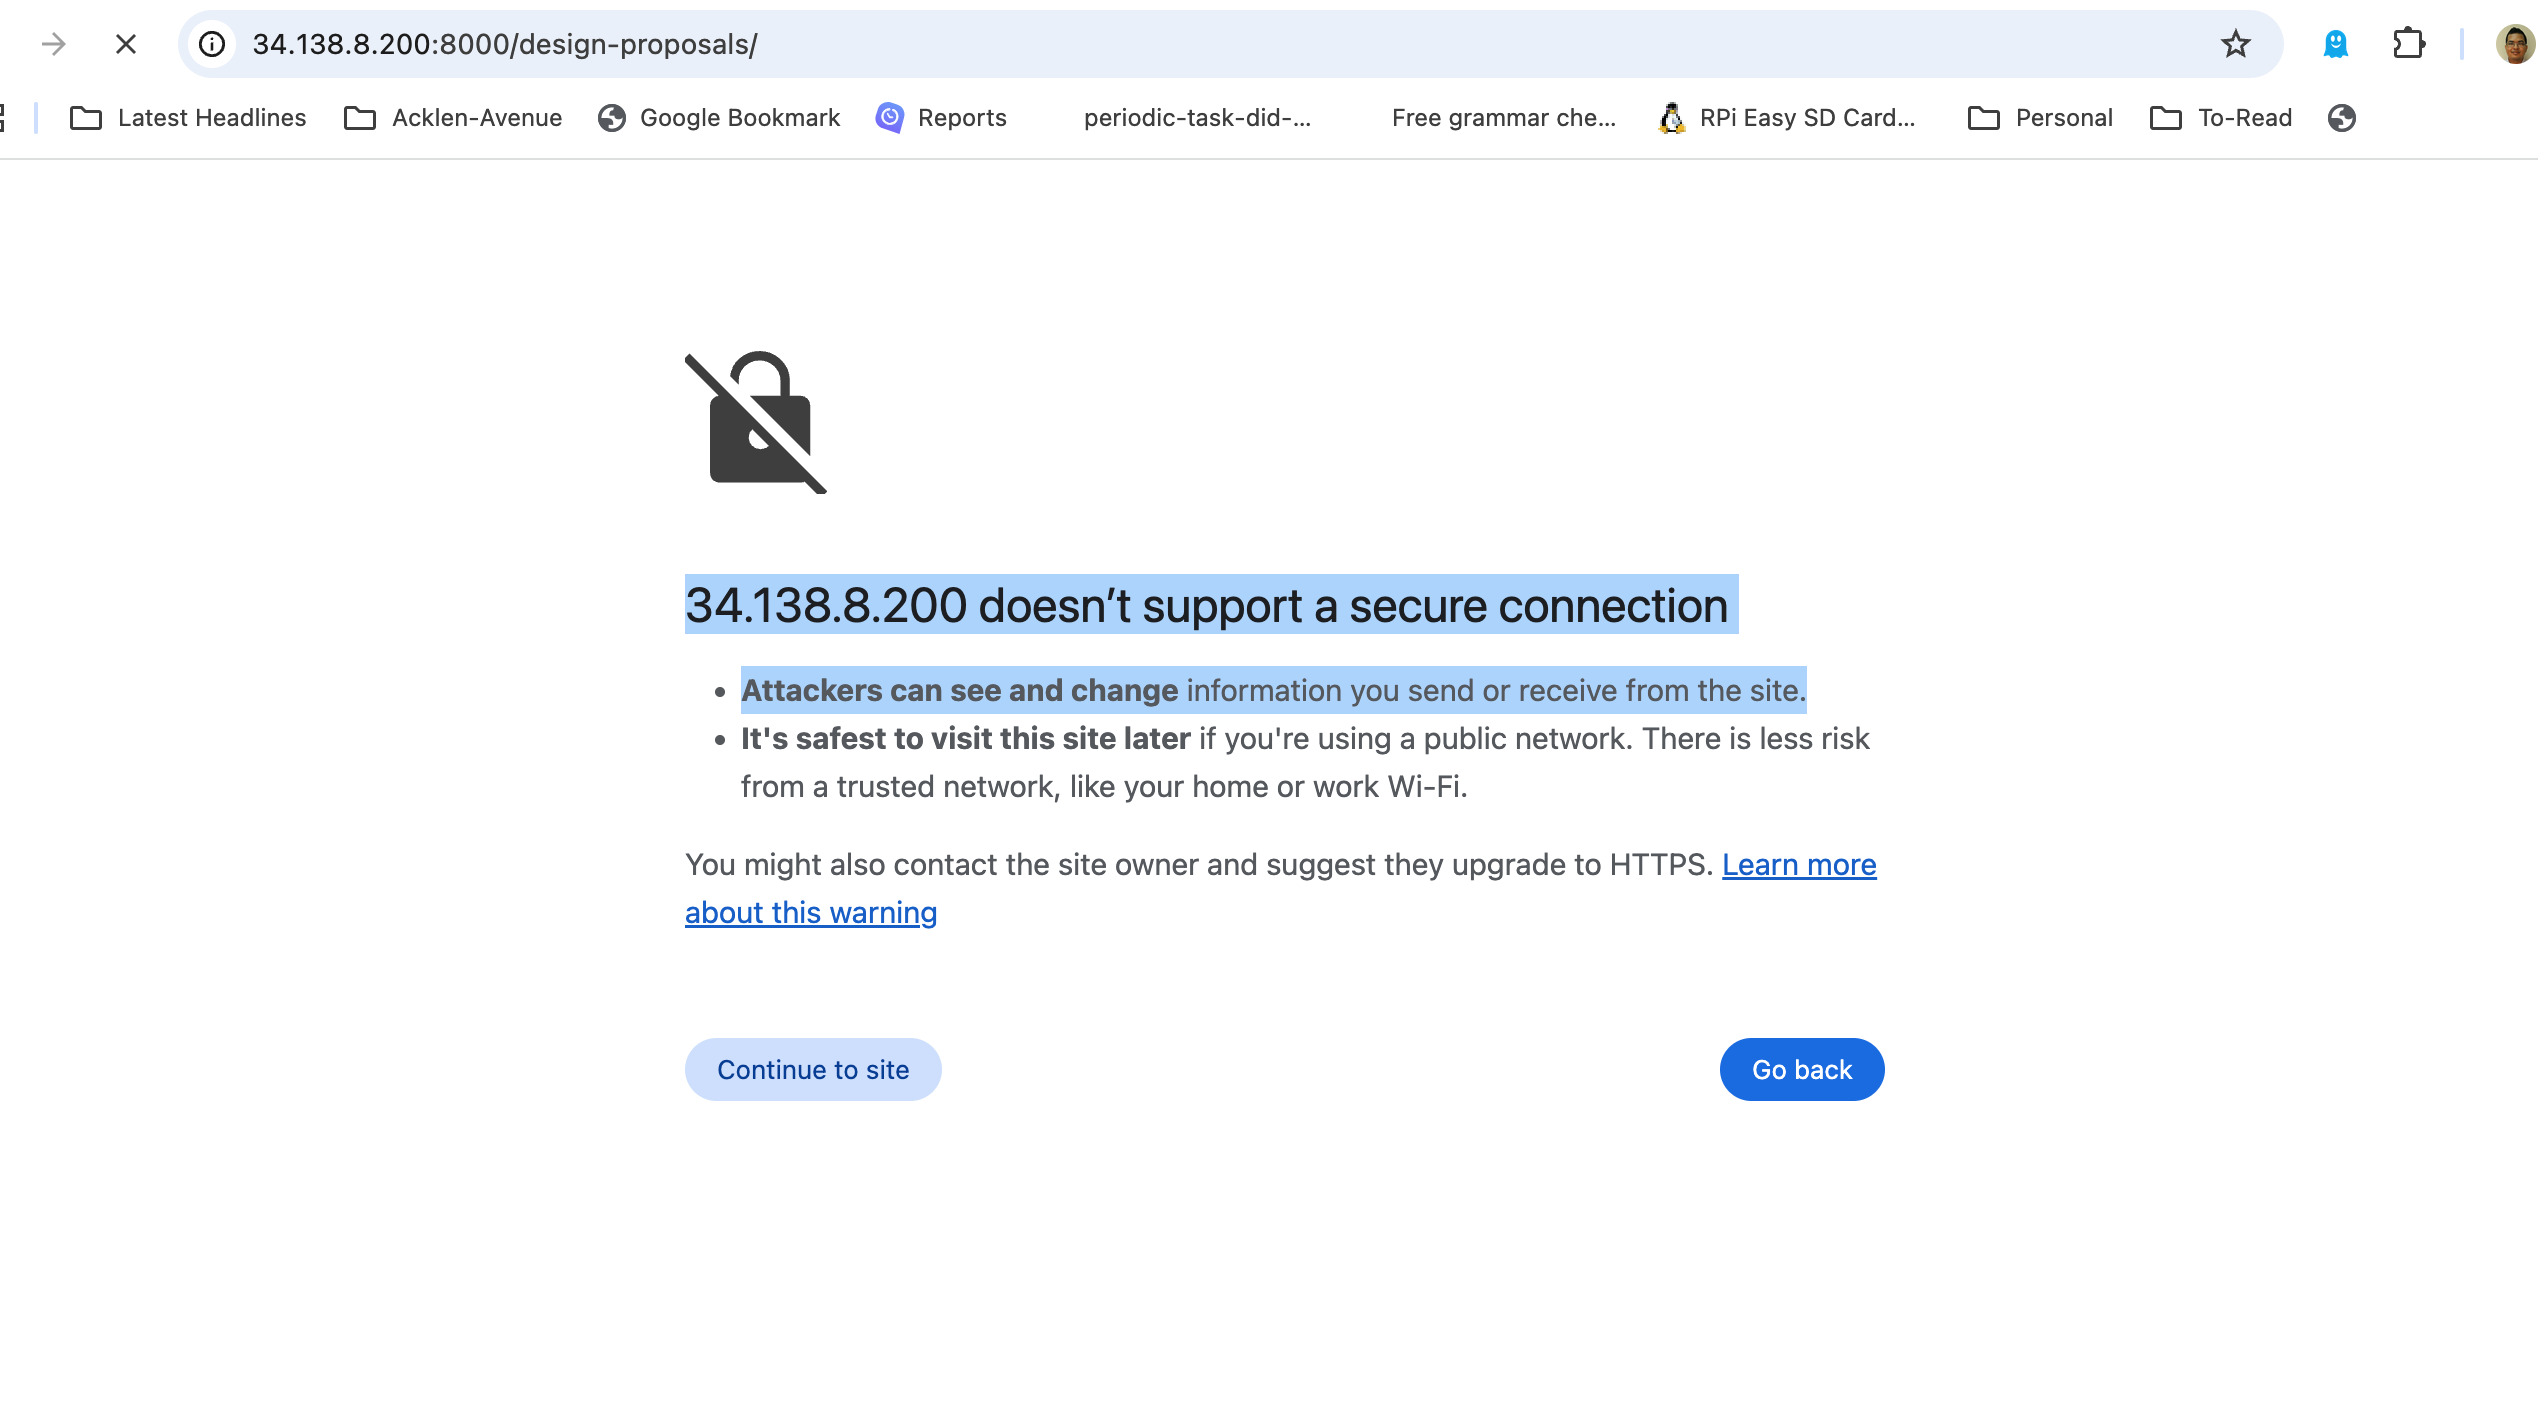 34.138.8.200:8000/design-proposals/
Latest Headlines Acklen-Avenue Google Bookmark Reports periodic-task-did-... Free grammar che... RPi Easy SD Card... Personal To-Read
34.138.8.200 doesn’t support a secure connection
Attackers can see and change information you send or receive from the site.
It's safest to visit this site later if you're using a public network. There is less risk
from a trusted network, like your home or work Wi-Fi.
You might also contact the site owner and suggest they upgrade to HTTPS. Learn more
about this warning
Continue to site Go back